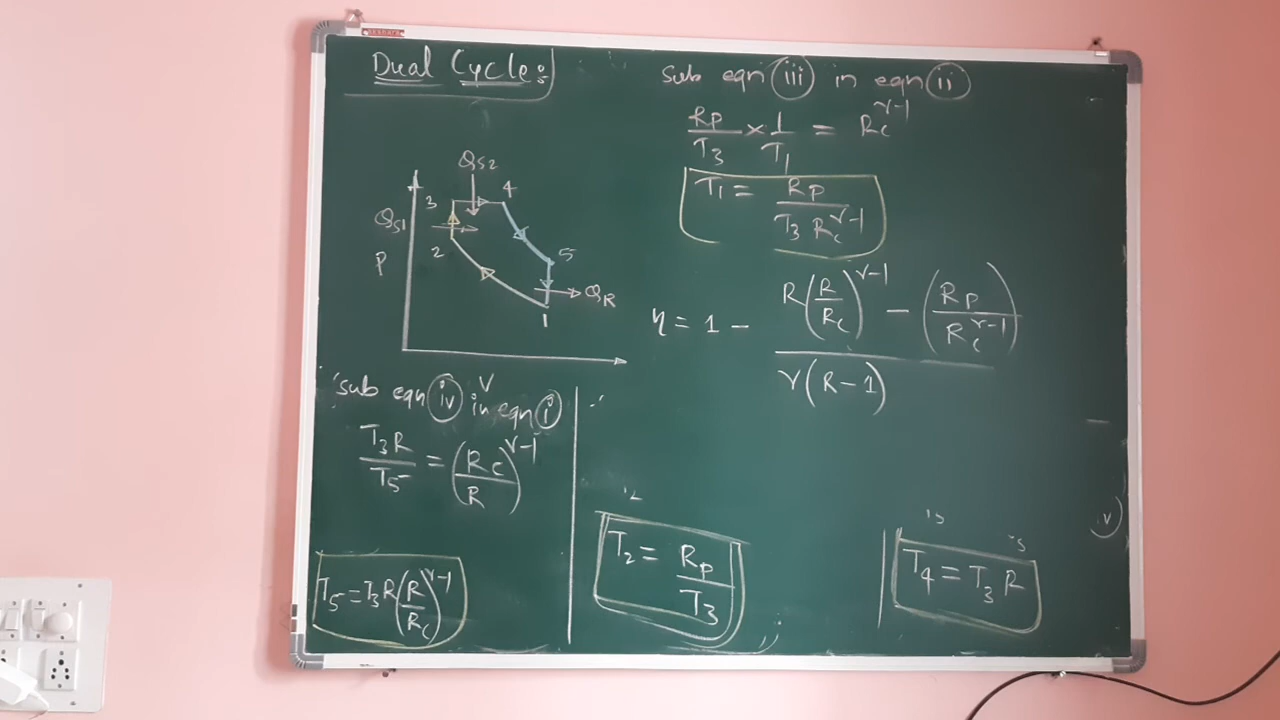 Dual Cycle:
QS2
3 4
QS1
2 5
P
QR
1
sub eqn (iv) in eqn (i)
T3R/T5 = (Rc/R)^γ-1
T5 = T3R(R/Rc)^γ-1
sub eqn (iii) in eqn (ii)
Rp/T3 × 1/T1 = Rc^γ-1
T1 = Rp/T3 Rc^γ-1
η = 1 - R(R/Rc)^γ-1 - (Rp/Rc^γ-1)
γ(R-1)
T2 = Rp/T3
T4 = T3 R